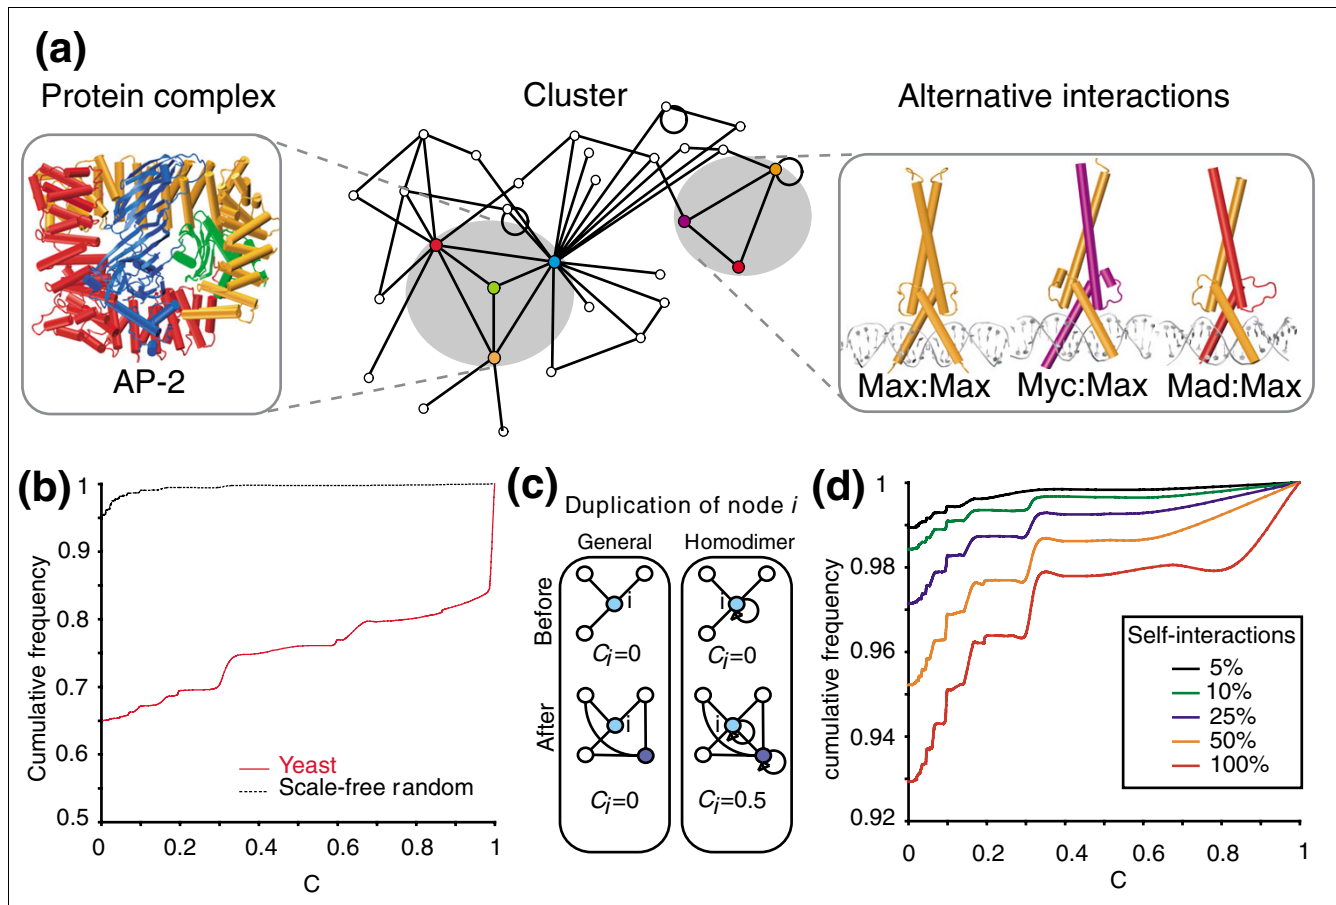 (a)
Protein complex
Cluster
Alternative interactions
AP-2
Max:Max
Myc:Max
Mad:Max
(b)
Cumulative frequency
1
0.9
0.8
0.7
0.6
0.5
Yeast
Scale-free random
0
0.2
0.4
0.6
0.8
1
C
(c)
Duplication of node i
General
Homodimer
Before
i
Ci=0
i
Ci=0
After
i
Ci=0
i
Ci=0.5
(d)
cumulative frequency
1
0.98
0.96
0.94
0.92
Self-interactions
5%
10%
25%
50%
100%
0
0.2
0.4
0.6
0.8
1
C